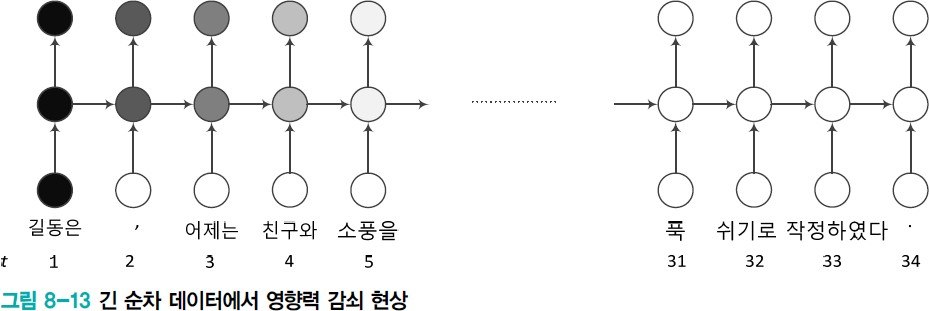 길동은 , 어제는 친구와 소풍을 푹 쉬기로 작정하였다 .
t 1 2 3 4 5 31 32 33 34
그림 8-13 긴 순차 데이터에서 영향력 감쇠 현상